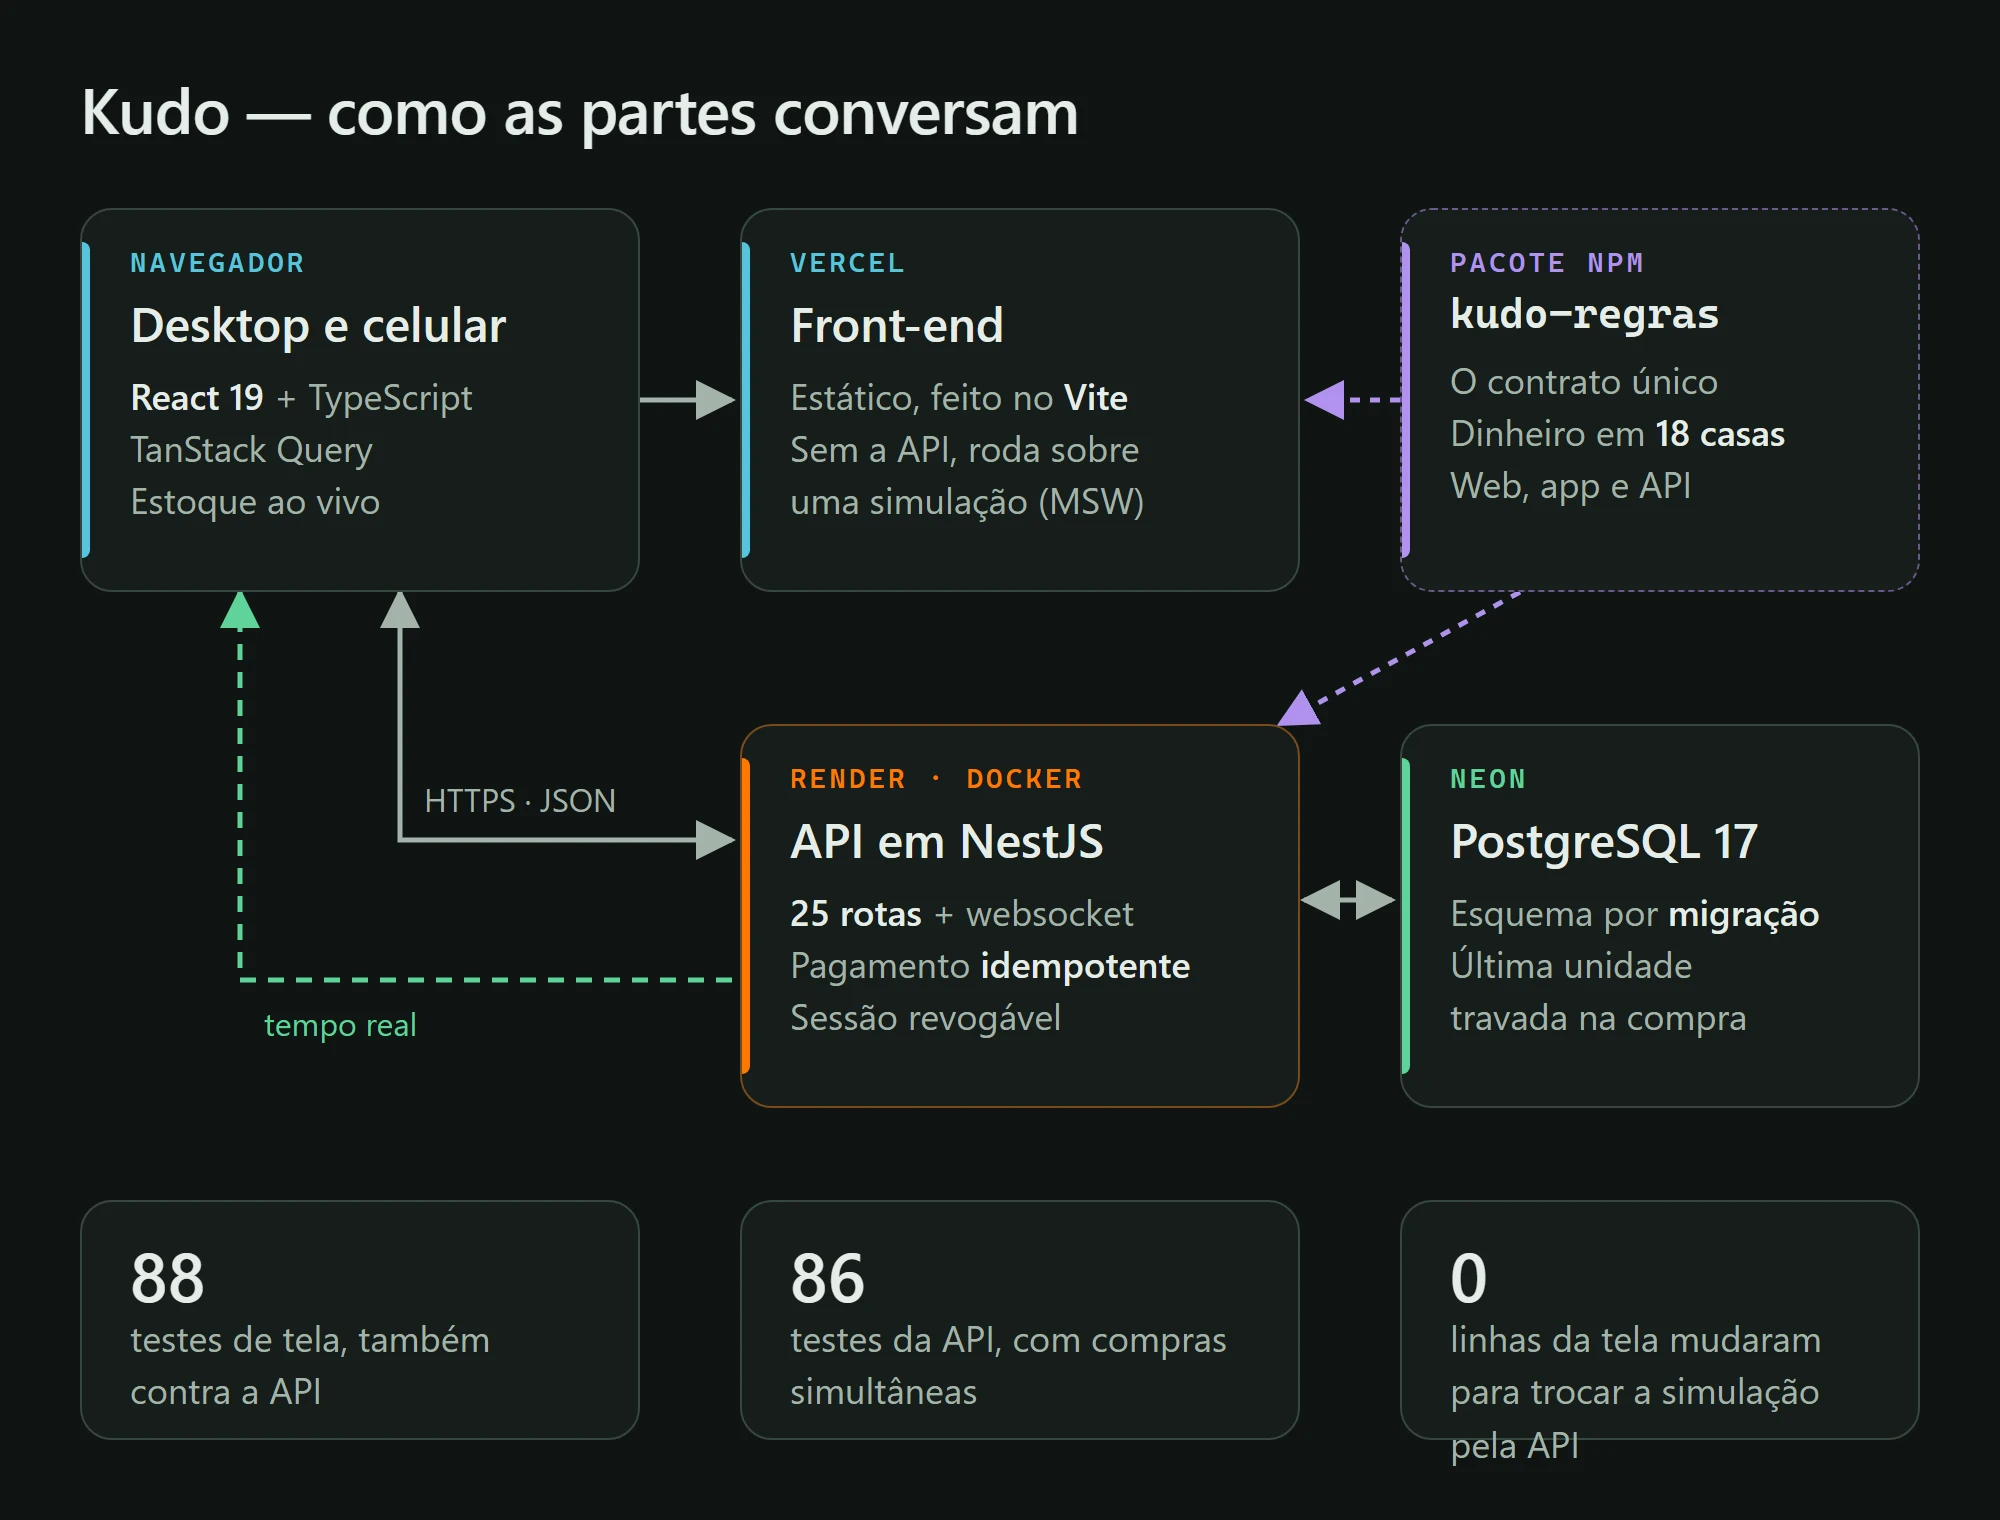 Kudo — como as partes conversam
NAVEGADOR
Desktop e celular
React 19 + TypeScript
TanStack Query
Estoque ao vivo
VERCEL
Front-end
Estático, feito no Vite
Sem a API, roda sobre
uma simulação (MSW)
PACOTE NPM
kudo-regras
O contrato único
Dinheiro em 18 casas
Web, app e API
HTTPS · JSON
tempo real
RENDER · DOCKER
API em NestJS
25 rotas + websocket
Pagamento idempotente
Sessão revogável
NEON
PostgreSQL 17
Esquema por migração
Última unidade
travada na compra
88
testes de tela, também
contra a API
86
testes da API, com compras
simultâneas
0
linhas da tela mudaram
para trocar a simulação
pela API